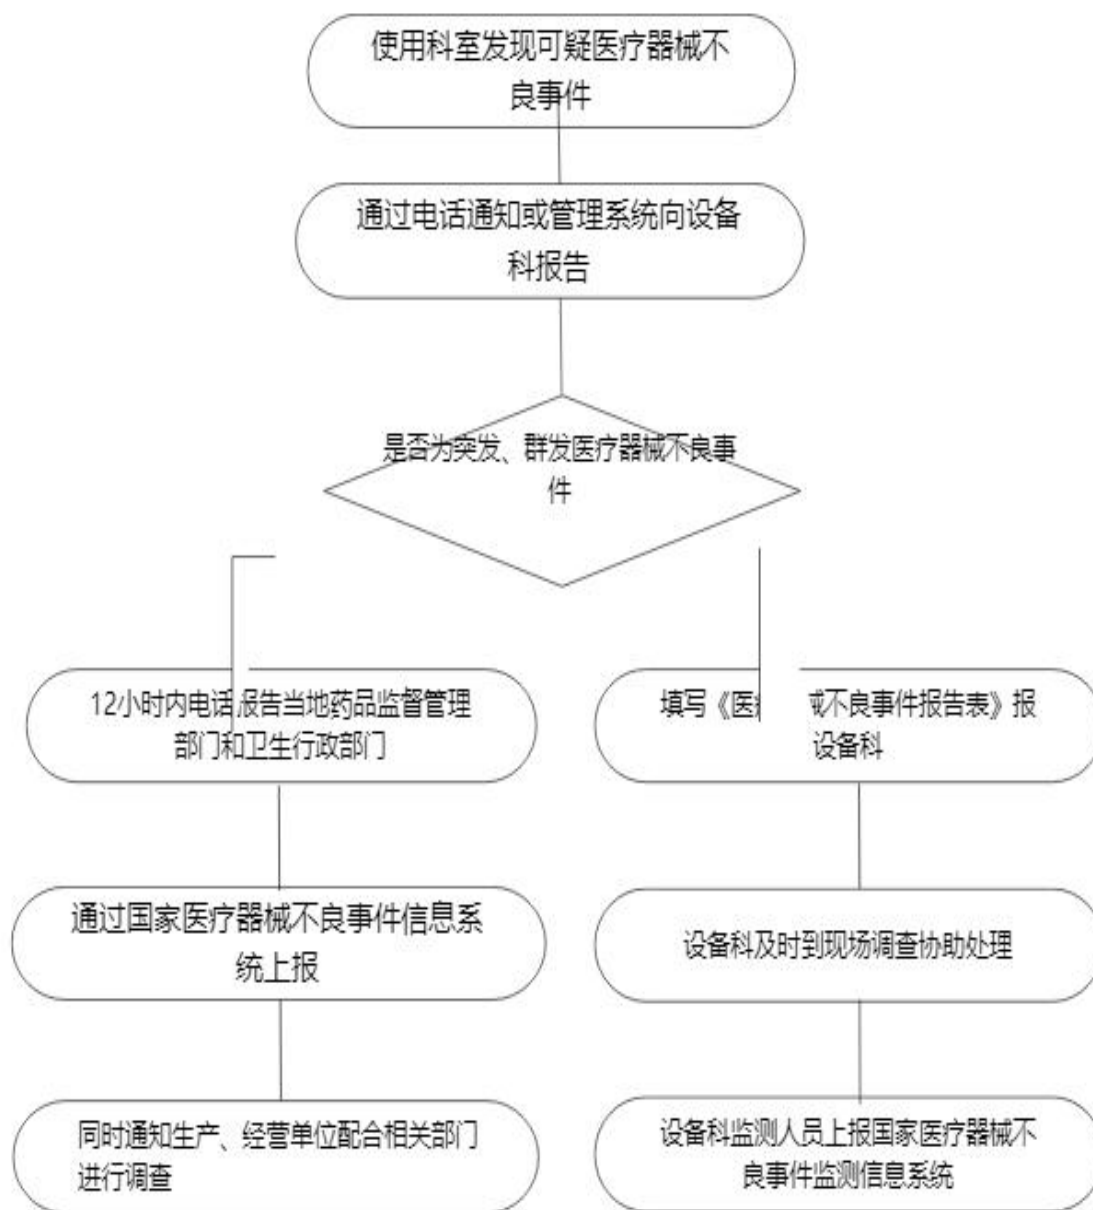 使用科室发现可疑医疗器械不
良事件
通过电话通知或管理系统向设备
科报告
是否为突发、群发医疗器械不良事
件
12小时内电话报告当地药品监督管理
部门和卫生行政部门
填写《医疗 械不良事件报告表》报
设备科
通过国家医疗器械不良事件信息系
统上报
设备科及时到现场调查协助处理
同时通知生产、经营单位配合相关部门
进行调查
设备科监测人员上报国家医疗器械不
良事件监测信息系统